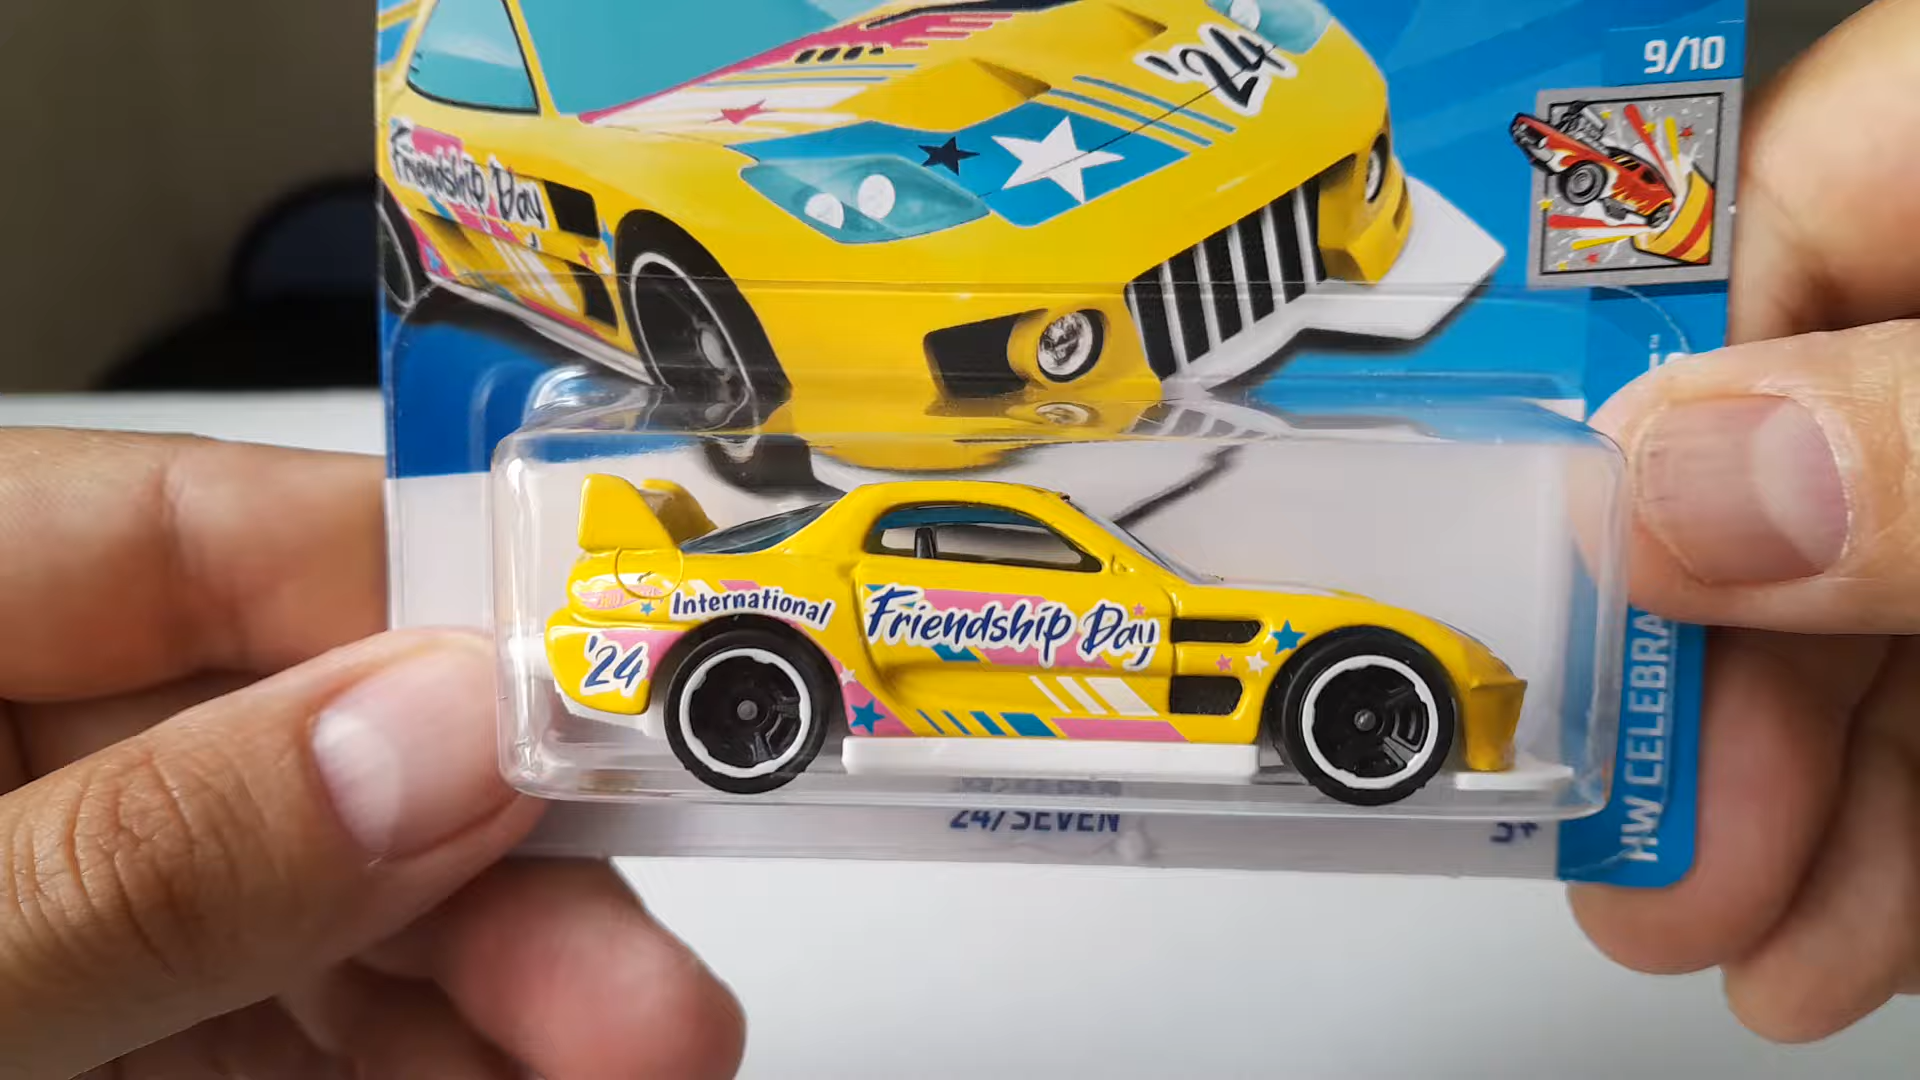 '24
9/10
Friendship Day
International
Friendship Day
'24
24/SEVEN
HW CELEBRA